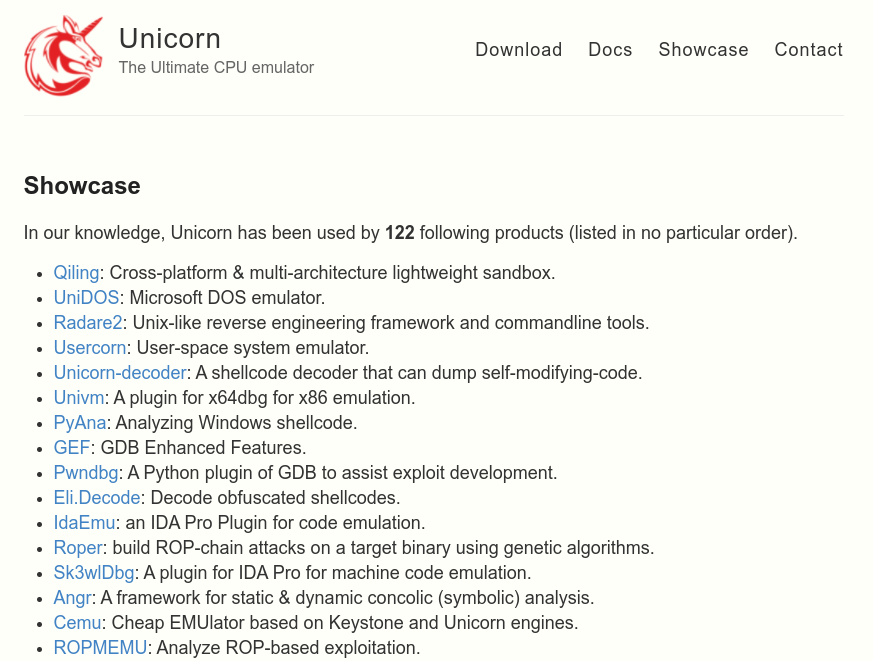 Unicorn
The Ultimate CPU emulator
Download Docs Showcase Contact
Showcase
In our knowledge, Unicorn has been used by 122 following products (listed in no particular order).
• Qiling: Cross-platform & multi-architecture lightweight sandbox.
• UniDOS: Microsoft DOS emulator.
• Radare2: Unix-like reverse engineering framework and commandline tools.
• Usercorn: User-space system emulator.
• Unicorn-decoder: A shellcode decoder that can dump self-modifying-code.
• Univm: A plugin for x64dbg for x86 emulation.
• PyAna: Analyzing Windows shellcode.
• GEF: GDB Enhanced Features.
• Pwndbg: A Python plugin of GDB to assist exploit development.
• Eli.Decode: Decode obfuscated shellcodes.
• IdaEmu: an IDA Pro Plugin for code emulation.
• Roper: build ROP-chain attacks on a target binary using genetic algorithms.
• Sk3wlDbg: A plugin for IDA Pro for machine code emulation.
• Angr: A framework for static & dynamic concolic (symbolic) analysis.
• Cemu: Cheap EMUlator based on Keystone and Unicorn engines.
• ROPMEMU: Analyze ROP-based exploitation.